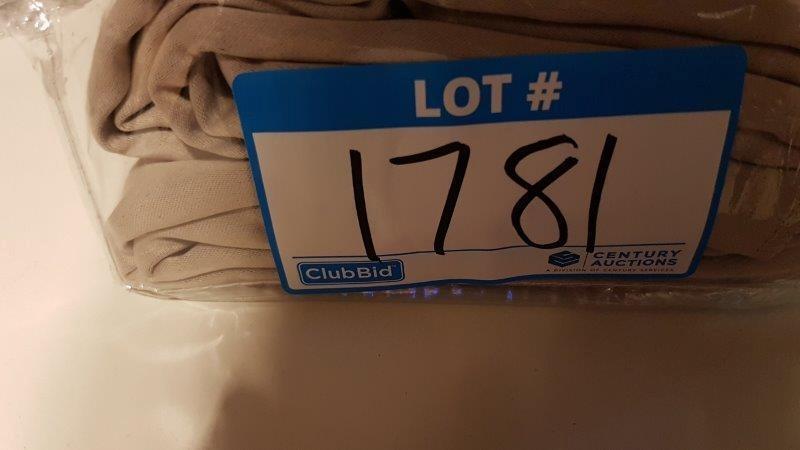 LOT #
1781
ClubBid
CENTURY
AUCTIONS
A DIVISION OF CENTURY SERVICES